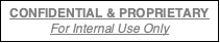 CONFIDENTIAL & PROPRIETARY
For Internal Use Only